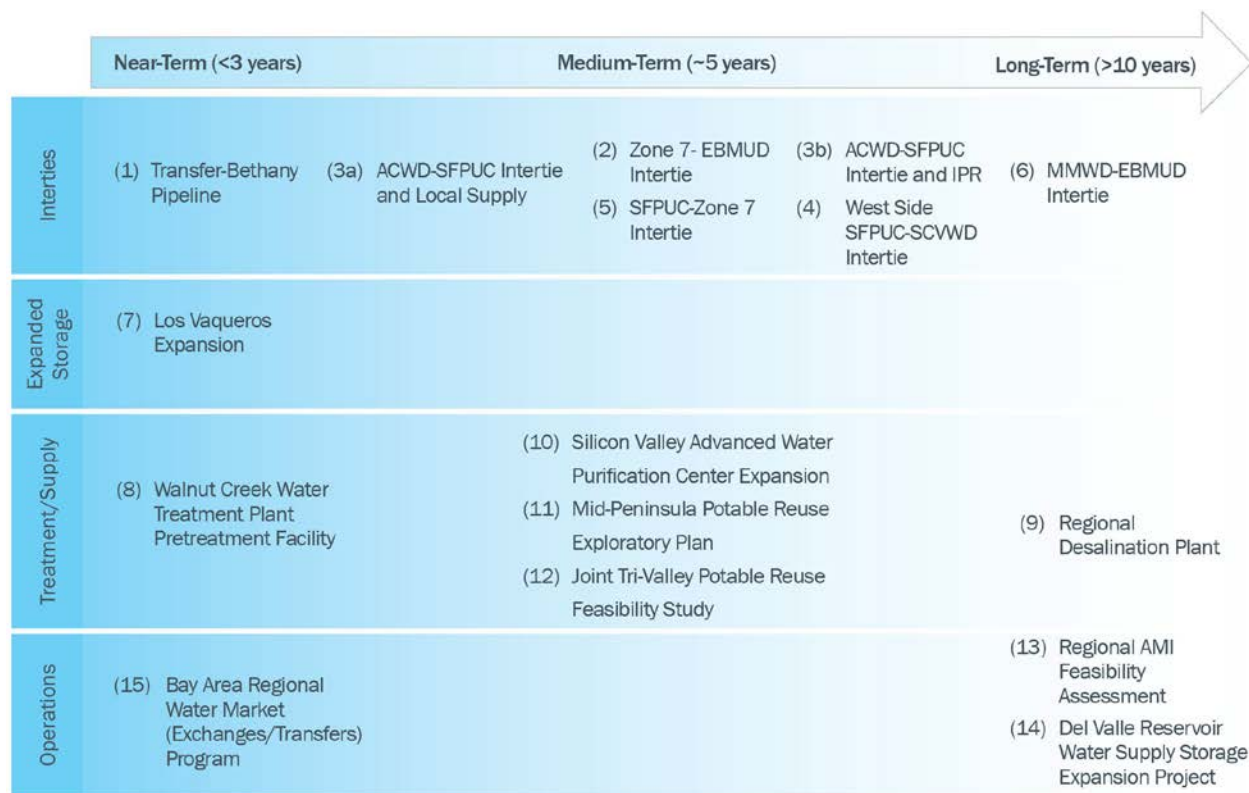 Near-Term (<3 years)
Medium-Term (~5 years)
Long-Term (>10 years)
Interties
(1) Transfer-Bethany
Pipeline
(3a) ACWD-SFPUC Intertie
and Local Supply
(2) Zone 7- EBMUD
Intertie
(5) SFPUC-Zone 7
Intertie
(3b) ACWD-SFPUC
Intertie and IPR
(4) West Side
SFPUC-SCVWD
Intertie
(6) MMWD-EBMUD
Intertie
Expanded
Storage
(7) Los Vaqueros
Expansion
Treatment/Supply
(8) Walnut Creek Water
Treatment Plant
Pretreatment Facility
(10) Silicon Valley Advanced Water
Purification Center Expansion
(11) Mid-Peninsula Potable Reuse
Exploratory Plan
(12) Joint Tri-Valley Potable Reuse
Feasibility Study
(9) Regional
Desalination Plant
Operations
(15) Bay Area Regional
Water Market
(Exchanges/Transfers)
Program
(13) Regional AMI
Feasibility
Assessment
(14) Del Valle Reservoir
Water Supply Storage
Expansion Project